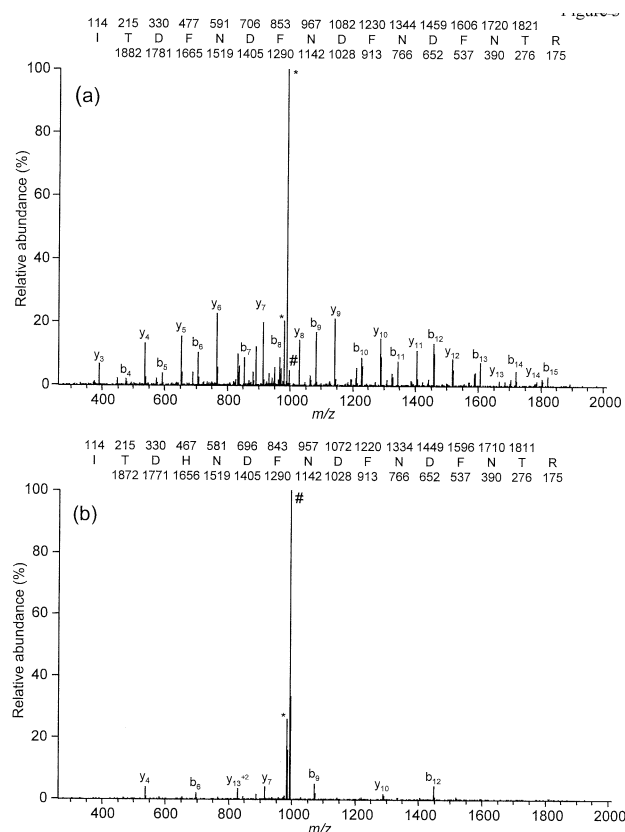 114 215 330 477 591 706 853 967 1082 1230 1344 1459 1606 1720 1821
I T D F N D F N D F N D F N T R
1882 1781 1665 1519 1405 1290 1142 1028 913 766 652 537 390 276 175
(a)
Relative abundance (%)
100
80
60
40
20
0
*
y3
y4
b4
b5
y5
b6
y6
b7
y7
b8
*
#
y8
b9
y9
b10
y10
b11
y11
b12
y12
b13
y13
b14
y14
b15
400 600 800 1000 1200 1400 1600 1800 2000
m/z
114 215 330 467 581 696 843 957 1072 1220 1334 1449 1596 1710 1811
I T D H N D F N D F N D F N T R
1872 1771 1656 1519 1405 1290 1142 1028 913 766 652 537 390 276 175
(b)
Relative abundance (%)
100
80
60
40
20
0
#
*
y4
b6
y13+2
y7
b9
y10
b12
400 600 800 1000 1200 1400 1600 1800 2000
m/z